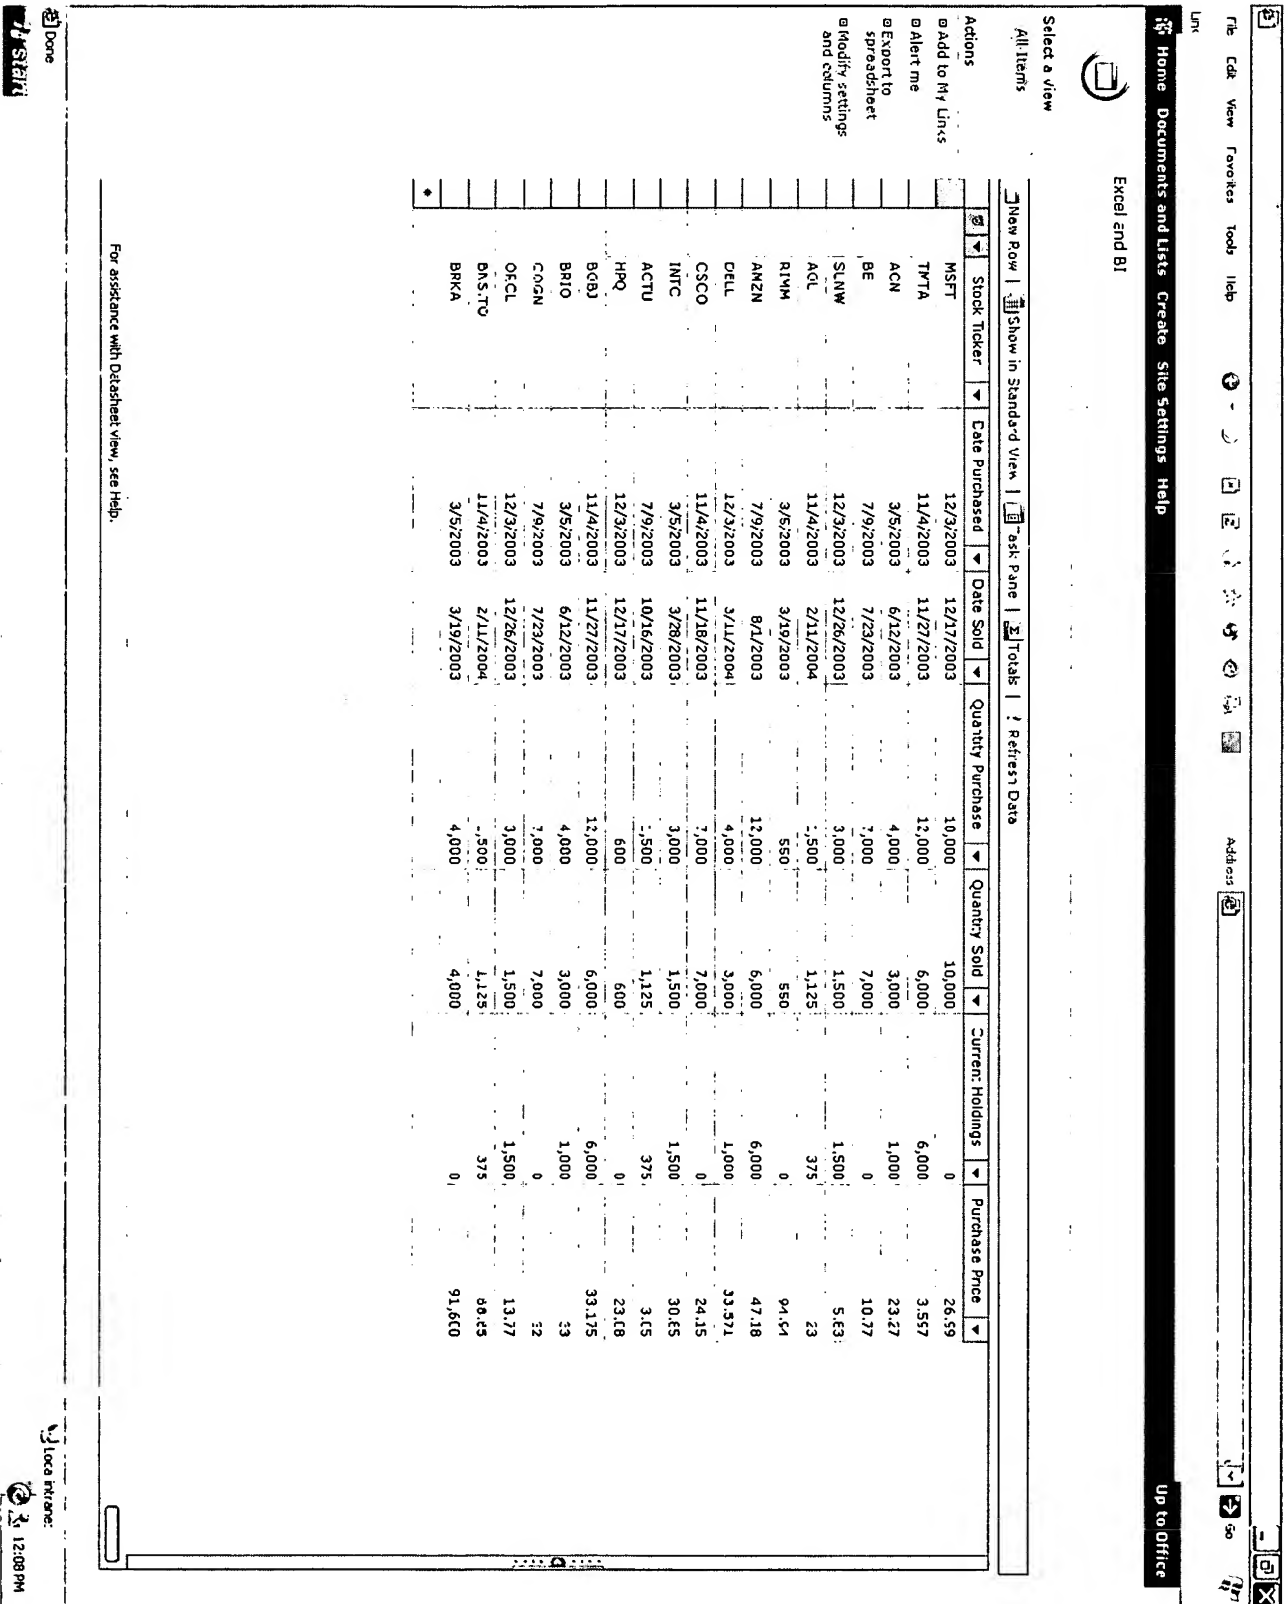 File Edit View Favorites Tools Help Address Go
Links
Home Documents and Lists Create Site Settings Help Up to Office
Excel and BI
Select a view
All Items
Actions
Add to My Links
Alert me
Export to
spreadsheet
Modify settings
and columns
New Row | Show in Standard View | Task Pane | Totals | Refresh Data
Stock Ticker Date Purchased Date Sold Quantity Purchase Quantity Sold Current Holdings Purchase Price
MSFT 12/3/2003 12/17/2003 10,000 10,000 0 26.59
TMTA 11/4/2003 11/27/2003 12,000 6,000 6,000 3.557
ACN 3/5/2003 6/12/2003 4,000 3,000 1,000 23.27
BE 7/9/2003 7/23/2003 7,000 7,000 0 10.77
SLNW 12/3/2003 12/26/2003 3,000 1,500 1,500 5.83
AOL 11/4/2003 2/11/2004 1,500 1,125 375
RIMM 3/5/2003 3/19/2003 550 550 0
AMZN 7/9/2003 8/1/2003 12,000 6,000 6,000 47.18
DELL 12/3/2003 3/11/2004 4,000 3,000 1,000 33.571
CSCO 11/4/2003 11/18/2003 7,000 7,000 0 24.15
INTC 3/5/2003 3/28/2003 3,000 1,500 1,500 30.85
ACTU 7/9/2003 10/16/2003 1,500 1,125 375 3.05
HPQ 12/3/2003 12/17/2003 600 600 0 23.08
BOBJ 11/4/2003 11/27/2003 12,000 6,000 6,000 33.175
BRIO 3/5/2003 6/12/2003 4,000 3,000 1,000
COGN 7/9/2003 7/23/2003 7,000 7,000 0
ORCL 12/3/2003 12/26/2003 3,000 1,500 1,500 13.77
BAS.TO 11/4/2003 2/11/2004 1,500 1,125 375
BRKA 3/5/2003 3/19/2003 4,000 4,000 0 91,600
For assistance with Datasheet view, see Help.
Done Local intranet
start 12:08 PM